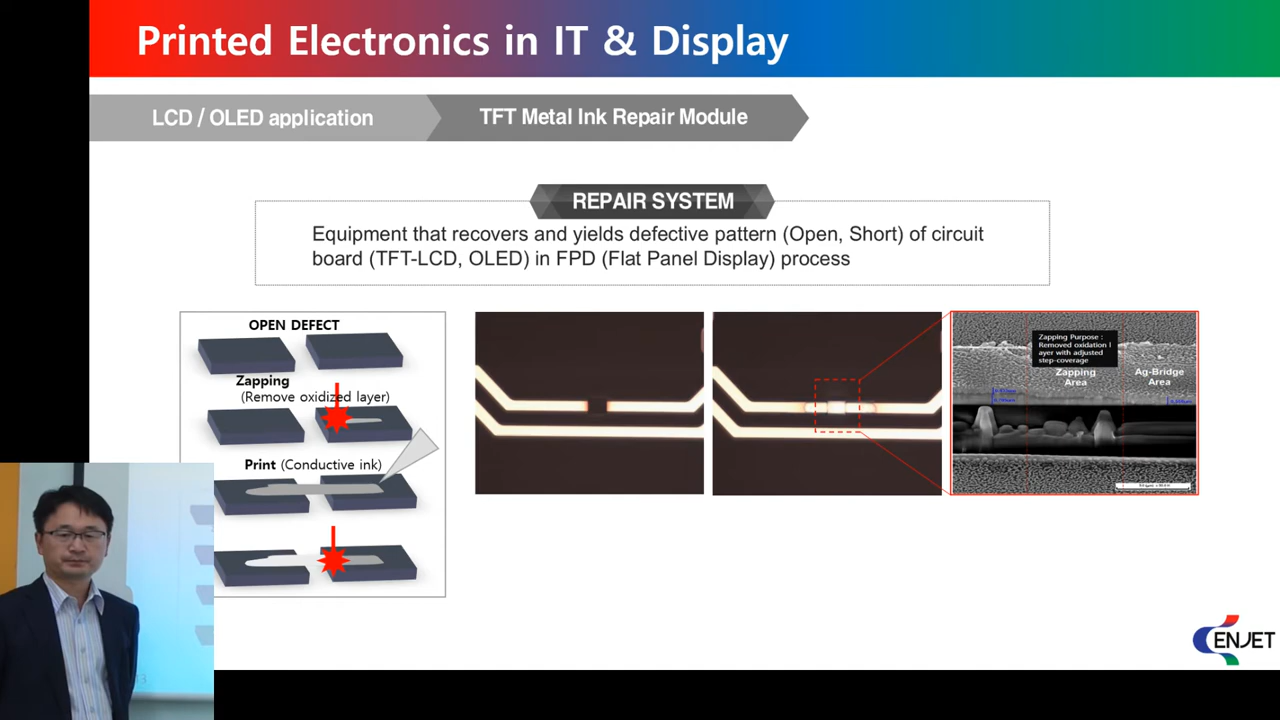 Printed Electronics in IT & Display
LCD / OLED application
TFT Metal Ink Repair Module
REPAIR SYSTEM
Equipment that recovers and yields defective pattern (Open, Short) of circuit
board (TFT-LCD, OLED) in FPD (Flat Panel Display) process
OPEN DEFECT
Zapping
(Remove oxidized layer)
Print (Conductive ink)
Zapping Purpose :
Removed oxidation l
ayer with adjusted
step-coverage
Zapping
Area
Ag-Bridge
Area
ENJET